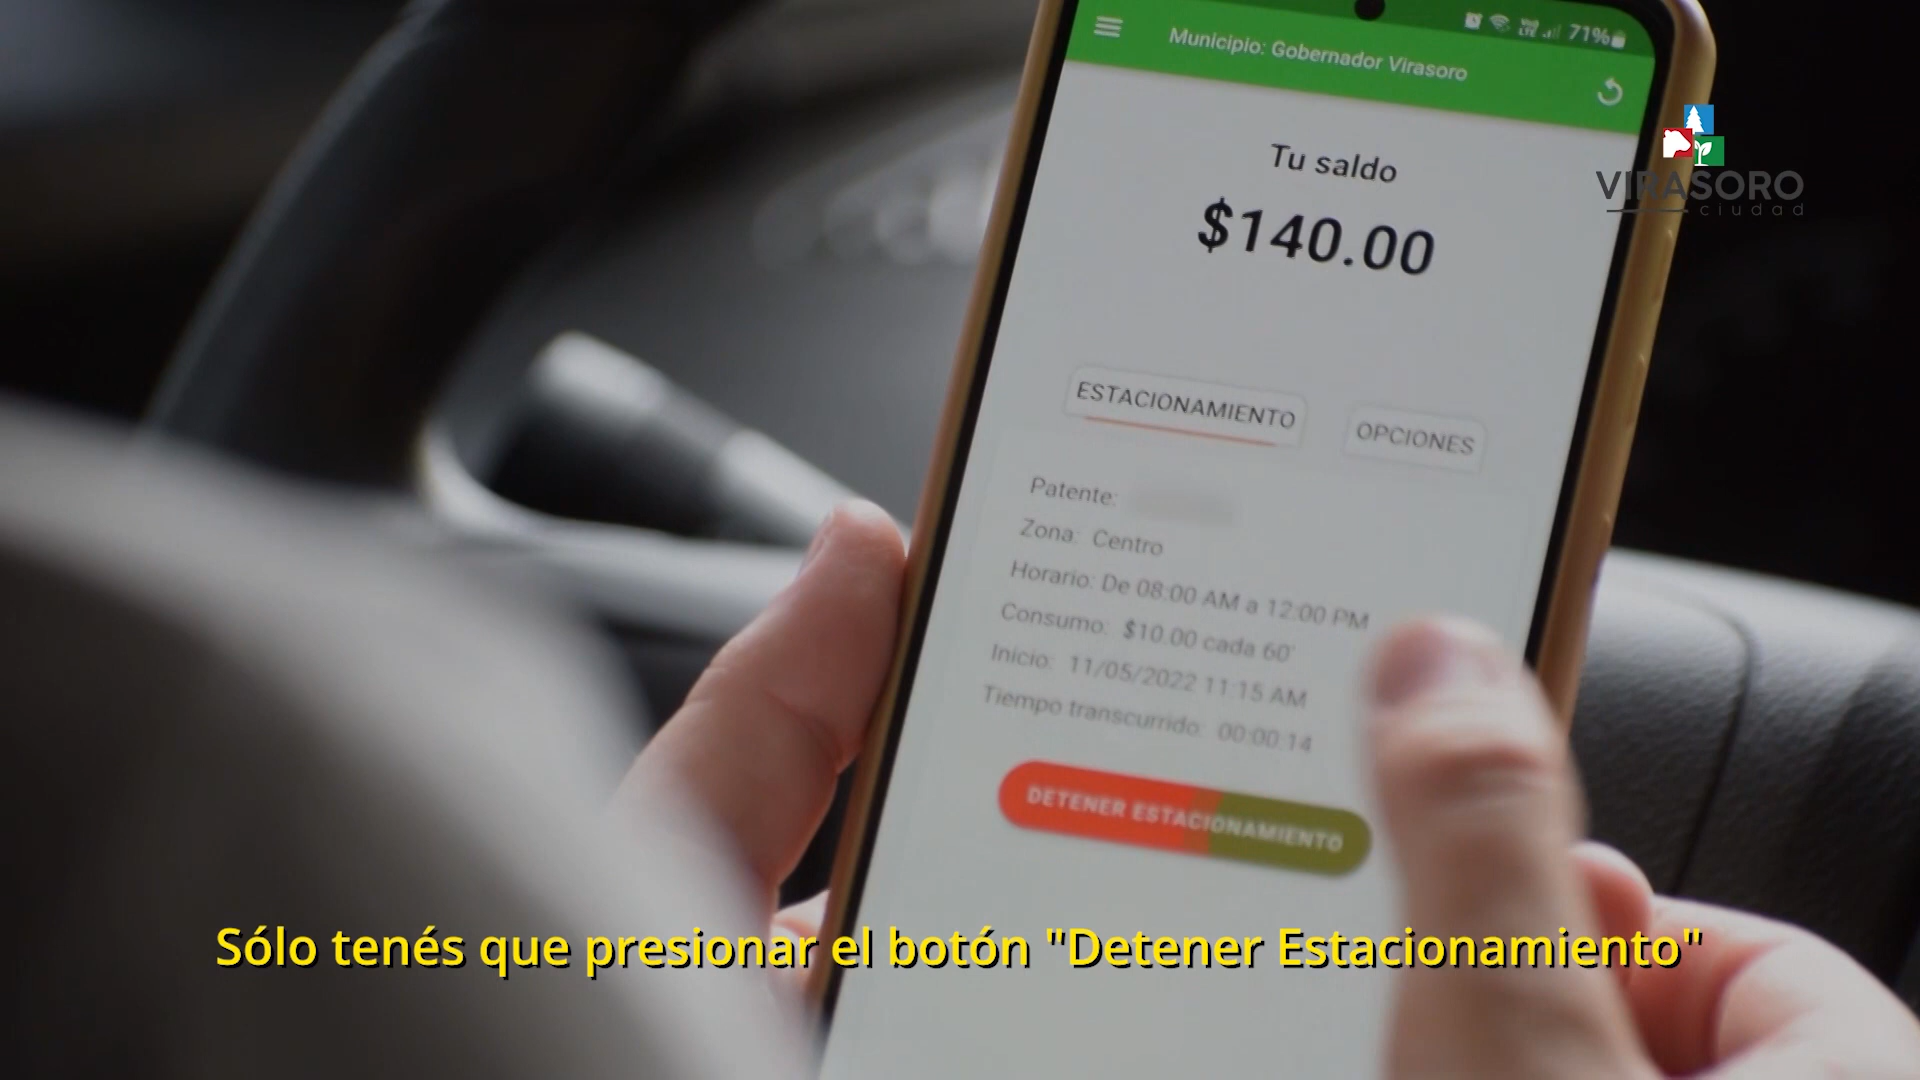 71%
Municipio: Gobernador Virasoro
Tu saldo
$140.00
VIRASORO
ciudad
ESTACIONAMIENTO
OPCIONES
Patente:
Zona: Centro
Horario: De 08:00 AM a 12:00 PM
Consumo: $10.00 cada 60'
Inicio: 11/05/2022 11:15 AM
Tiempo transcurrido: 00:00:14
DETENER ESTACIONAMIENTO
Sólo tenés que presionar el botón "Detener Estacionamiento"